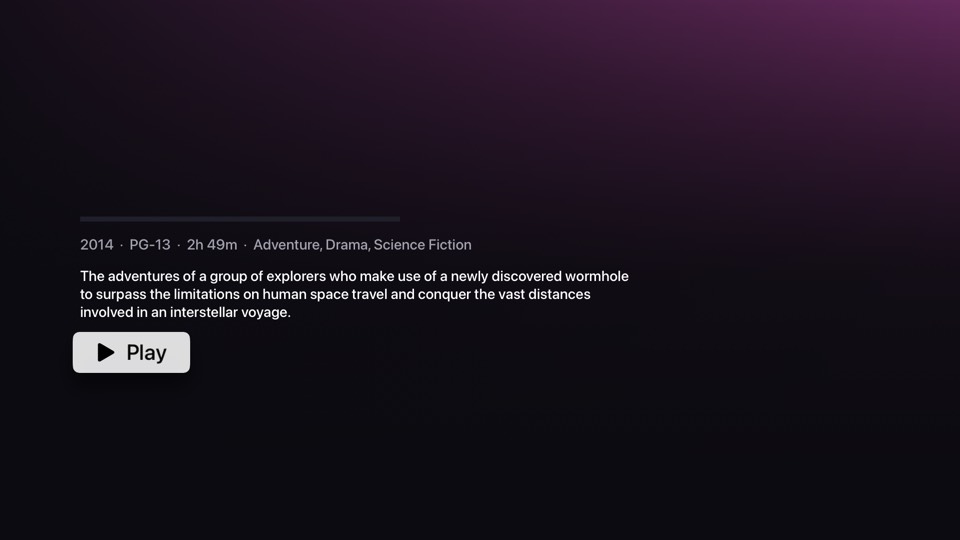 2014 · PG-13 · 2h 49m · Adventure, Drama, Science Fiction
The adventures of a group of explorers who make use of a newly discovered wormhole
to surpass the limitations on human space travel and conquer the vast distances
involved in an interstellar voyage.
Play